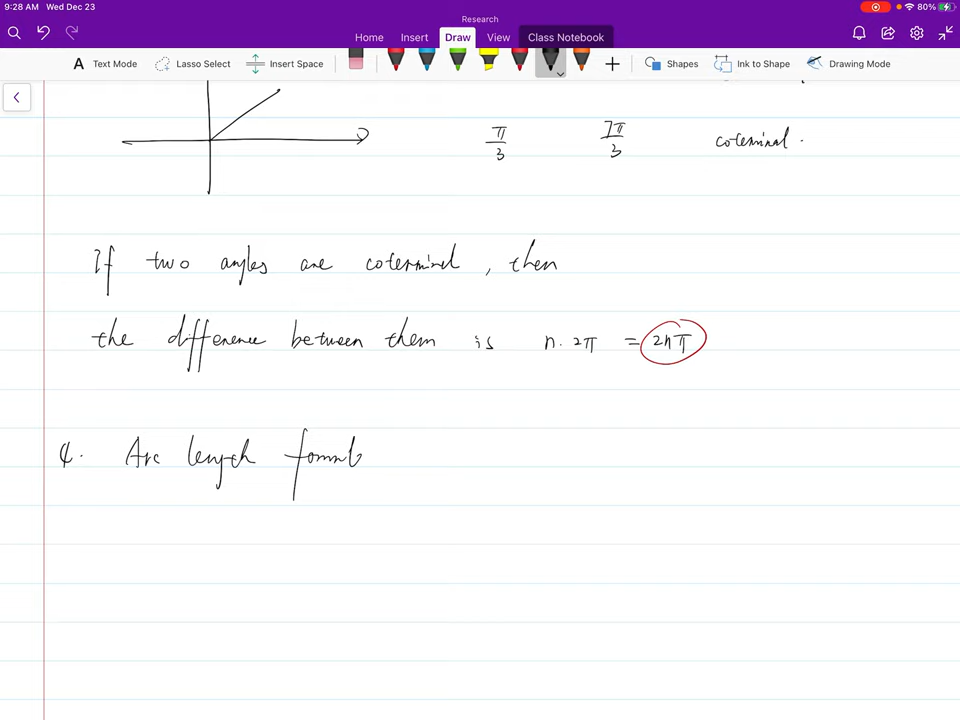 9:28 AM Wed Dec 23
80%
Research
Home Insert Draw View Class Notebook
A Text Mode Lasso Select Insert Space Shapes Ink to Shape Drawing Mode
π/3 7π/3 coterminal.
If two angles are coterminal, then
the difference between them is n. 2π = 2nπ
4. Arc length formul